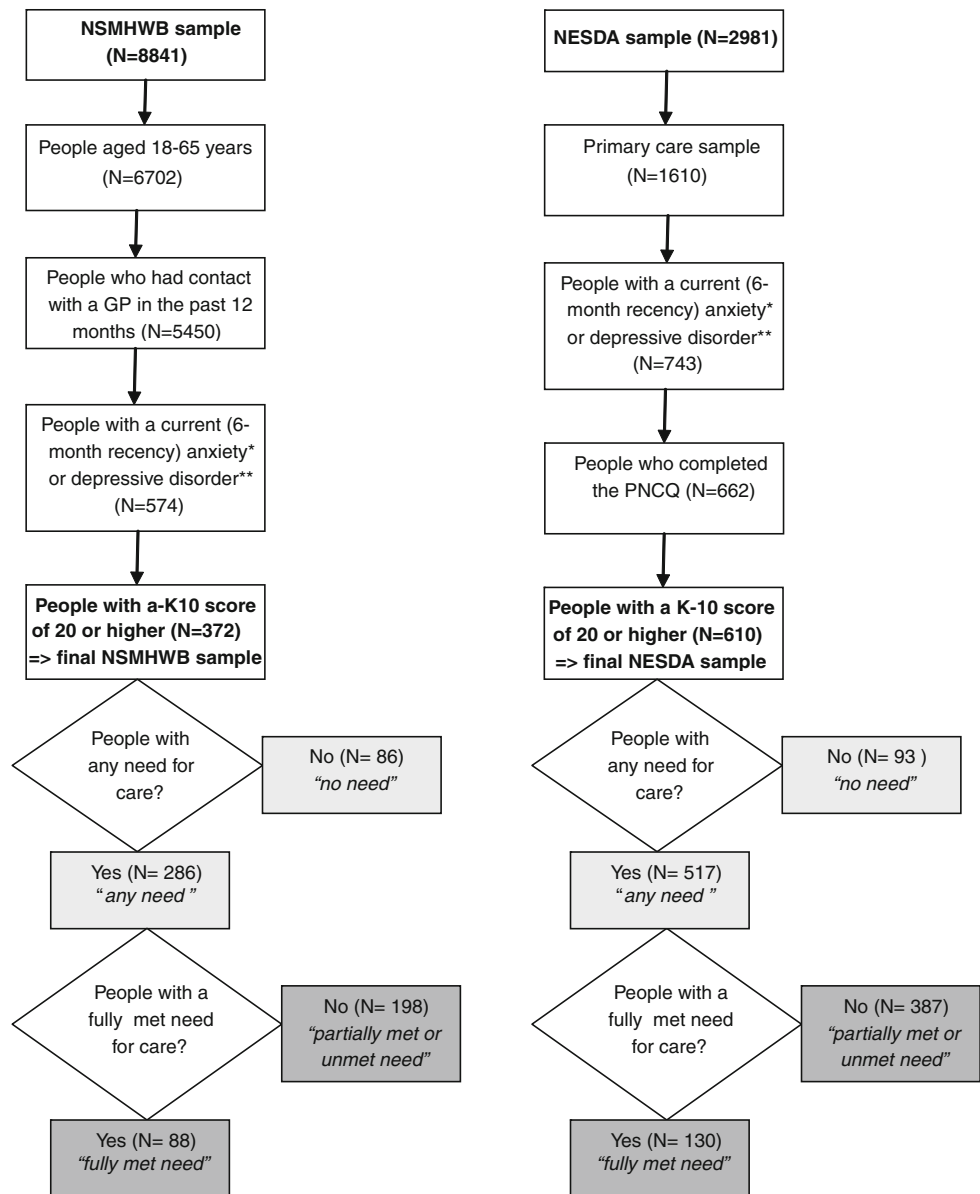 NSMHWB sample
(N=8841)
People aged 18-65 years
(N=6702)
People who had contact
with a GP in the past 12
months (N=5450)
People with a current (6-
month recency) anxiety*
or depressive disorder**
(N=574)
People with a-K10 score
of 20 or higher (N=372)
=> final NSMHWB sample
People with
any need for
care?
No (N= 86)
"no need"
Yes (N= 286)
"any need "
People with a
fully met need
for care?
No (N= 198)
"partially met or
unmet need"
Yes (N= 88)
"fully met need"
NESDA sample (N=2981)
Primary care sample
(N=1610)
People with a current (6-
month recency) anxiety*
or depressive disorder**
(N=743)
People who completed
the PNCQ (N=662)
People with a K-10 score
of 20 or higher (N=610)
=> final NESDA sample
People with
any need for
care?
No (N= 93 )
"no need"
Yes (N= 517)
"any need "
People with a
fully met need
for care?
No (N= 387)
"partially met or
unmet need"
Yes (N= 130)
"fully met need"